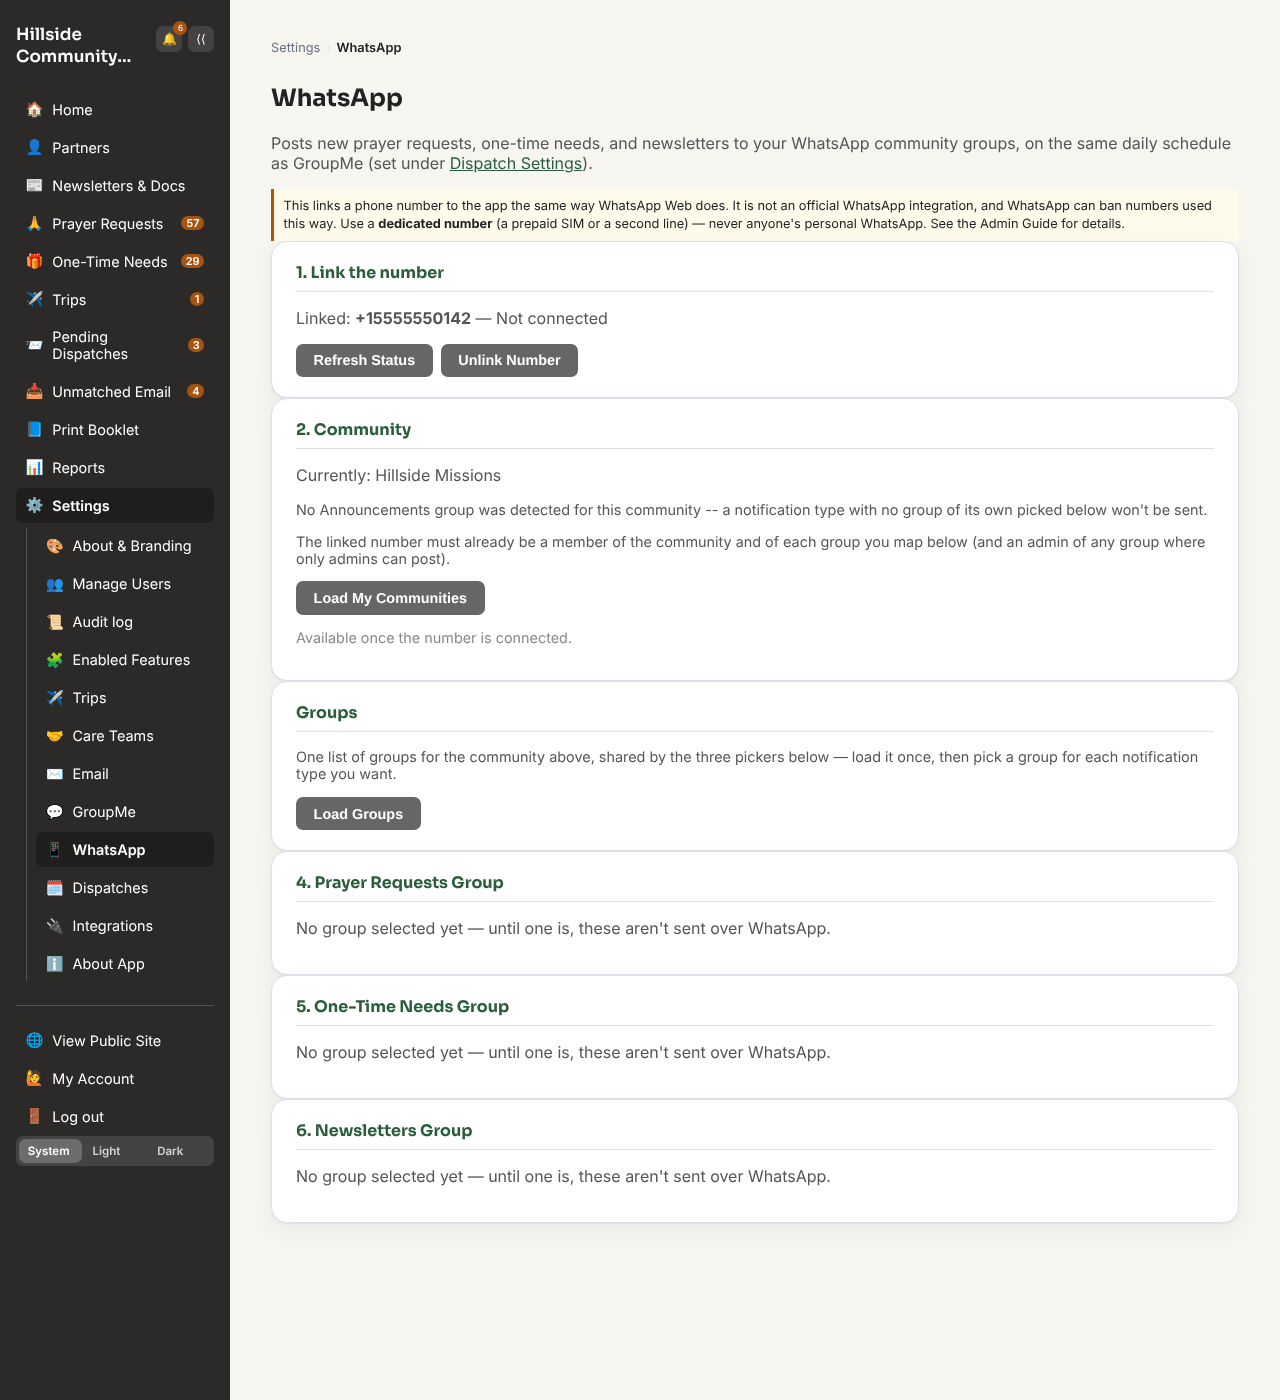 Hillside
Community...
6
⟨⟨
Home
Partners
Newsletters & Docs
Prayer Requests 57
One-Time Needs 29
Trips 1
Pending
Dispatches 3
Unmatched Email 4
Print Booklet
Reports
Settings
About & Branding
Manage Users
Audit log
Enabled Features
Trips
Care Teams
Email
GroupMe
WhatsApp
Dispatches
Integrations
About App
View Public Site
My Account
Log out
System Light Dark
Settings › WhatsApp
WhatsApp
Posts new prayer requests, one-time needs, and newsletters to your WhatsApp community groups, on the same daily schedule
as GroupMe (set under Dispatch Settings).
This links a phone number to the app the same way WhatsApp Web does. It is not an official WhatsApp integration, and WhatsApp can ban numbers used
this way. Use a dedicated number (a prepaid SIM or a second line) — never anyone's personal WhatsApp. See the Admin Guide for details.
1. Link the number
Linked: +15555550142 — Not connected
Refresh Status Unlink Number
2. Community
Currently: Hillside Missions
No Announcements group was detected for this community -- a notification type with no group of its own picked below won't be sent.
The linked number must already be a member of the community and of each group you map below (and an admin of any group where
only admins can post).
Load My Communities
Available once the number is connected.
Groups
One list of groups for the community above, shared by the three pickers below — load it once, then pick a group for each notification
type you want.
Load Groups
4. Prayer Requests Group
No group selected yet — until one is, these aren't sent over WhatsApp.
5. One-Time Needs Group
No group selected yet — until one is, these aren't sent over WhatsApp.
6. Newsletters Group
No group selected yet — until one is, these aren't sent over WhatsApp.